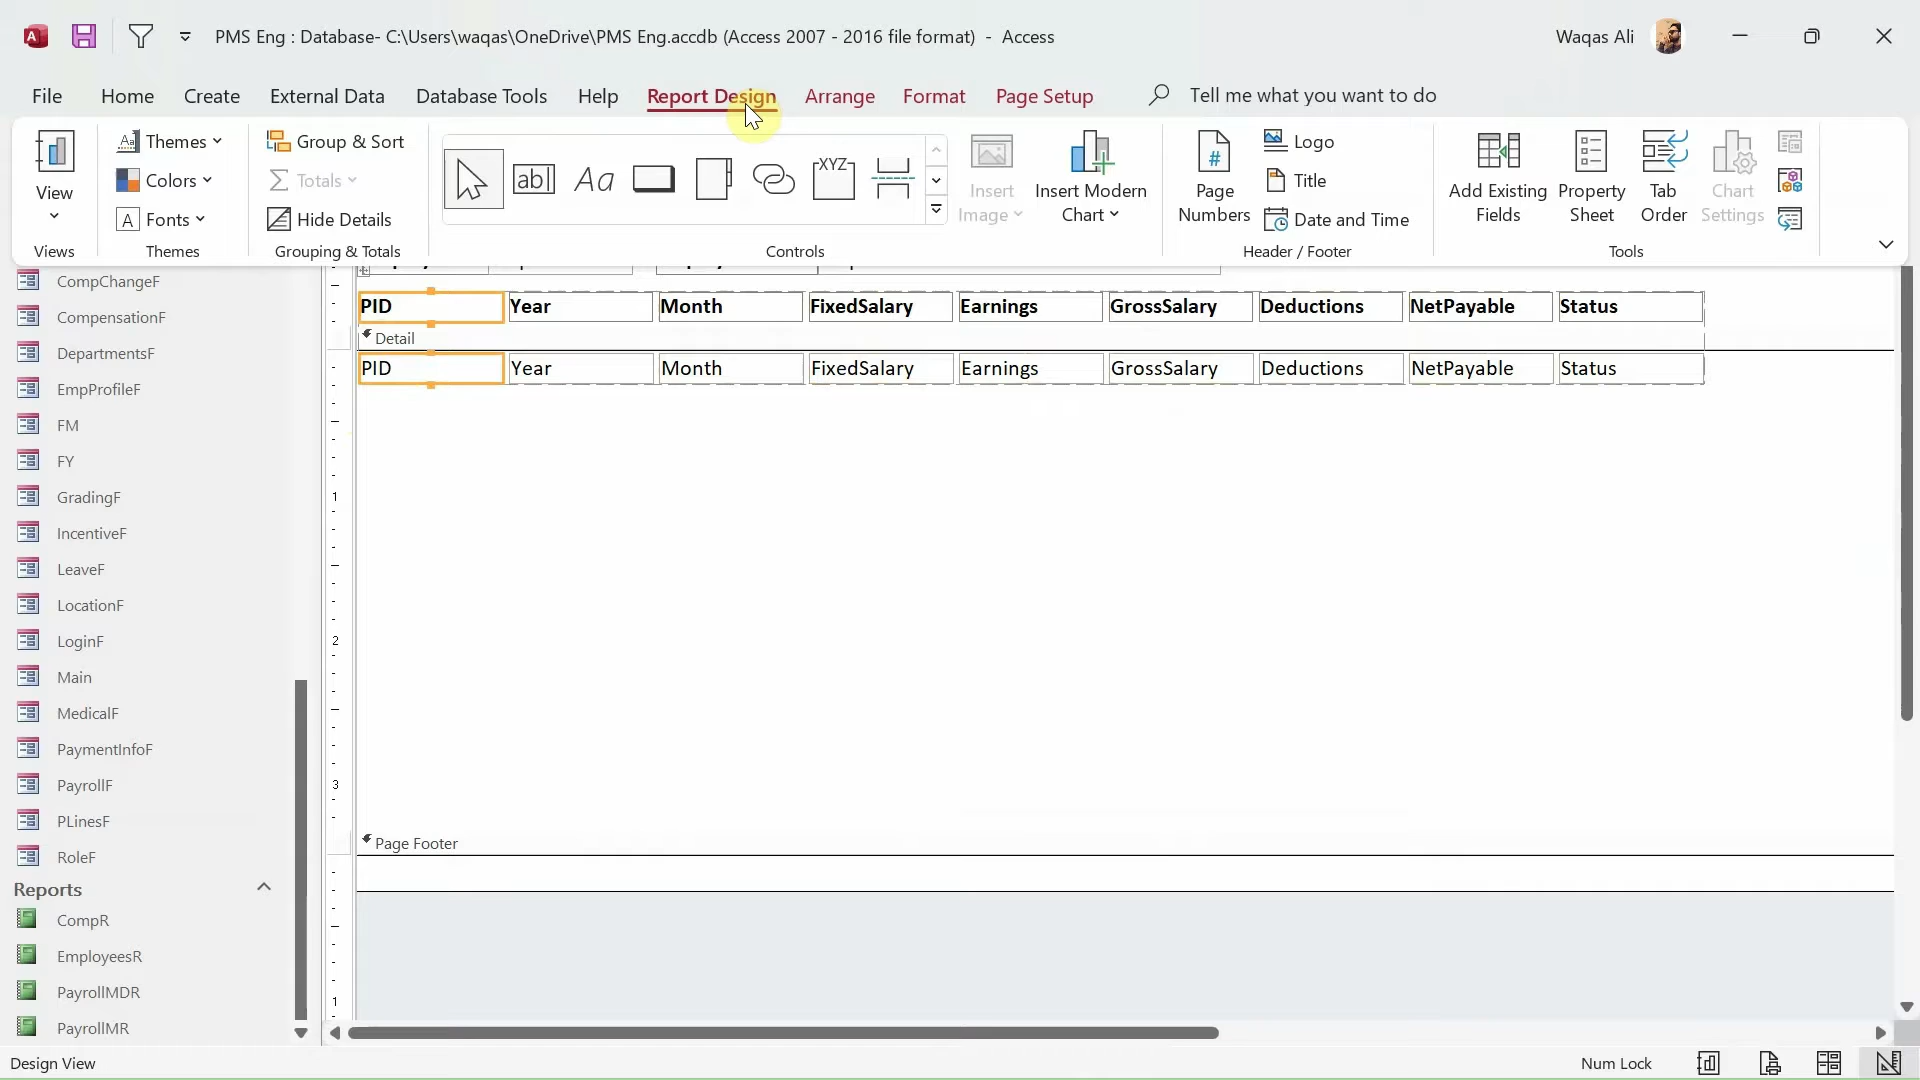 PMS Eng : Database- C:\Users\waqas\OneDrive\PMS Eng.accdb (Access 2007 - 2016 file format) - Access
Waqas Ali
File Home Create External Data Database Tools Help Report Design Arrange Format Page Setup Tell me what you want to do
View
Views
Themes
Colors
Fonts
Themes
Group & Sort
Totals
Hide Details
Grouping & Totals
Controls
Insert Image
Insert Modern Chart
Page Numbers
Logo
Title
Date and Time
Header / Footer
Add Existing Fields
Property Sheet
Tab Order
Chart Settings
Tools
CompChangeF
CompensationF
DepartmentsF
EmpProfileF
FM
FY
GradingF
IncentiveF
LeaveF
LocationF
LoginF
Main
MedicalF
PaymentInfoF
PayrollF
PLinesF
RoleF
Reports
CompR
EmployeesR
PayrollMDR
PayrollMR
PID Year Month FixedSalary Earnings GrossSalary Deductions NetPayable Status
Detail
PID Year Month FixedSalary Earnings GrossSalary Deductions NetPayable Status
1
2
3
Page Footer
1
Design View
Num Lock